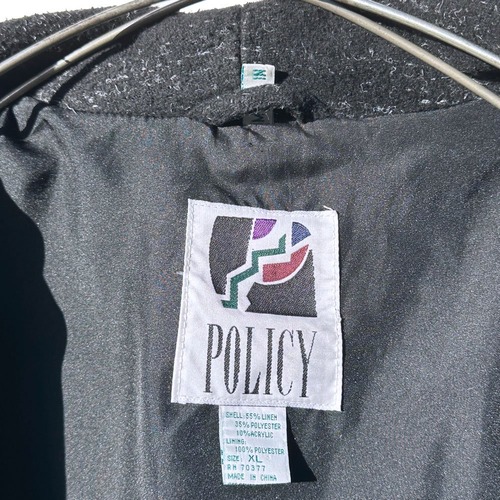 POLICY
SHELL: 55% LINEN
35% POLYESTER
10% ACRYLIC
LINING:
100% POLYESTER
SIZE: XL
RN 70377
MADE IN CHINA